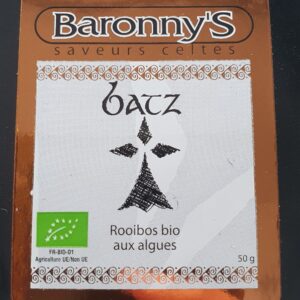 Baronny'S
saveurs celtes
batz
Rooibos bio
aux algues
FR-BIO-01
Agriculture UE/Non UE
50 g